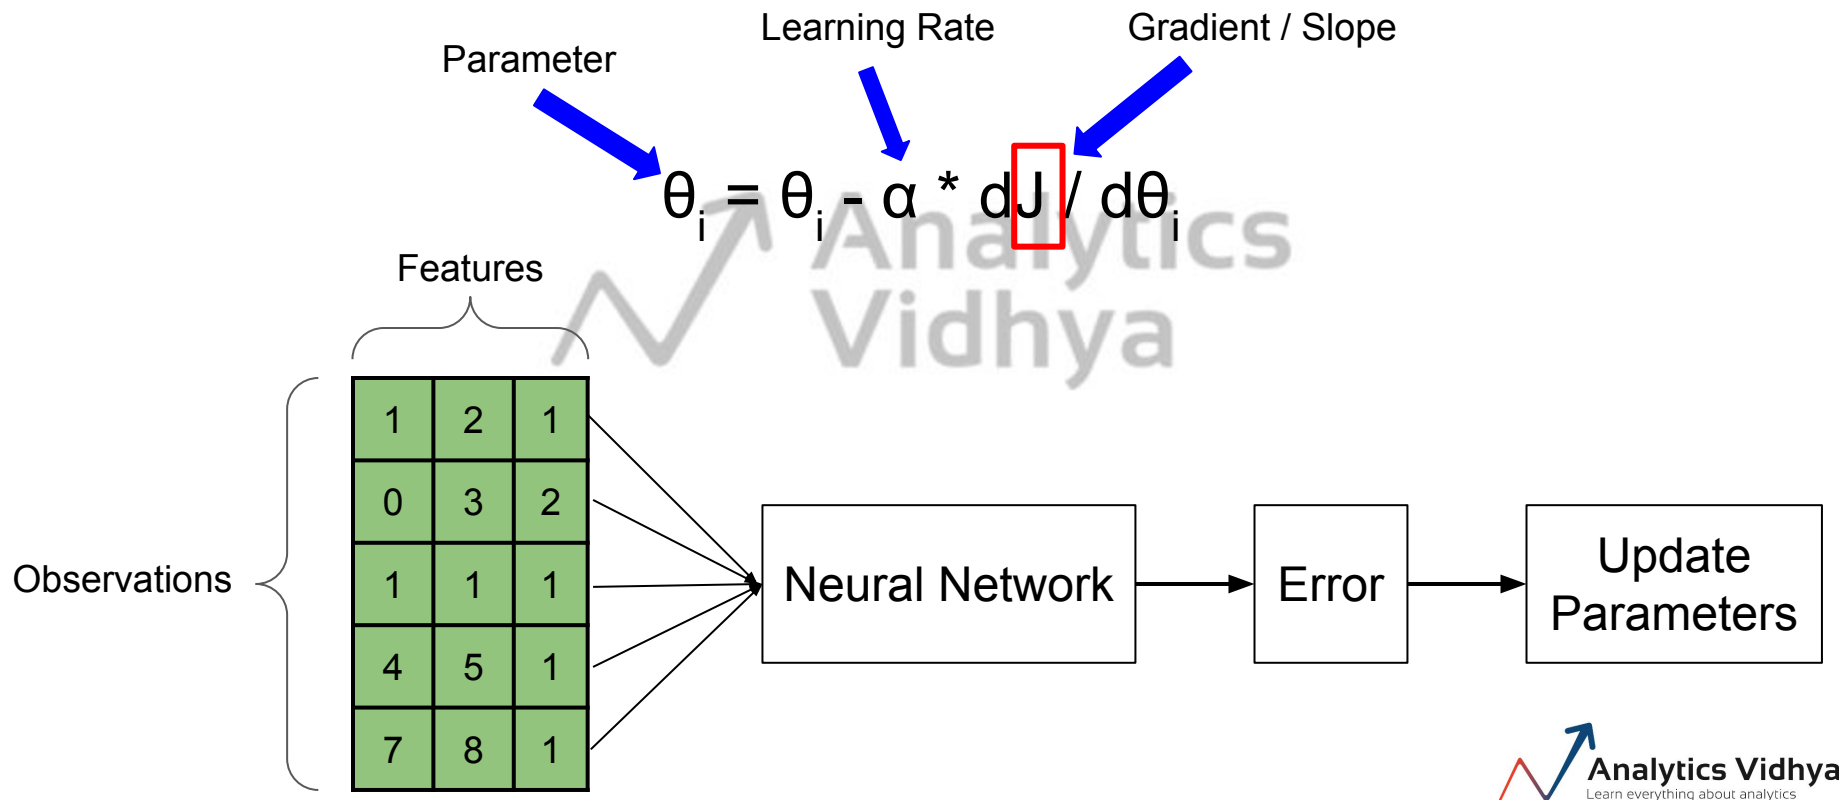 Learning Rate
Gradient / Slope
Parameter
θi = θi - α * dJ / dθi
Analytics
Vidhya
Features
Observations
1 2 1
0 3 2
1 1 1
4 5 1
7 8 1
Neural Network
Error
Update
Parameters
Analytics Vidhya
Learn everything about analytics